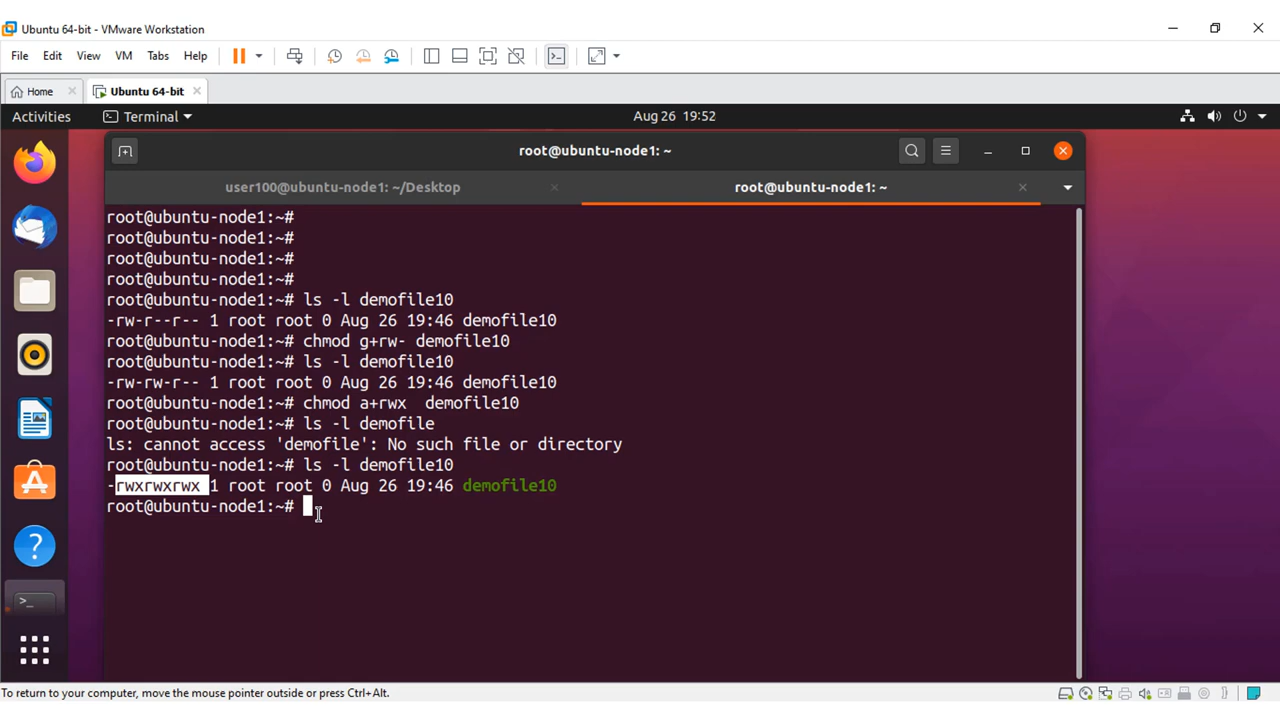 Ubuntu 64-bit - VMware Workstation
File Edit View VM Tabs Help
Home Ubuntu 64-bit
Activities Terminal Aug 26 19:52
root@ubuntu-node1: ~
user100@ubuntu-node1: ~/Desktop root@ubuntu-node1: ~
root@ubuntu-node1:~#
root@ubuntu-node1:~#
root@ubuntu-node1:~#
root@ubuntu-node1:~#
root@ubuntu-node1:~# ls -l demofile10
-rw-r--r-- 1 root root 0 Aug 26 19:46 demofile10
root@ubuntu-node1:~# chmod g+rw- demofile10
root@ubuntu-node1:~# ls -l demofile10
-rw-rw-r-- 1 root root 0 Aug 26 19:46 demofile10
root@ubuntu-node1:~# chmod a+rwx  demofile10
root@ubuntu-node1:~# ls -l demofile
ls: cannot access 'demofile': No such file or directory
root@ubuntu-node1:~# ls -l demofile10
-rwxrwxrwx 1 root root 0 Aug 26 19:46 demofile10
root@ubuntu-node1:~#
To return to your computer, move the mouse pointer outside or press Ctrl+Alt.